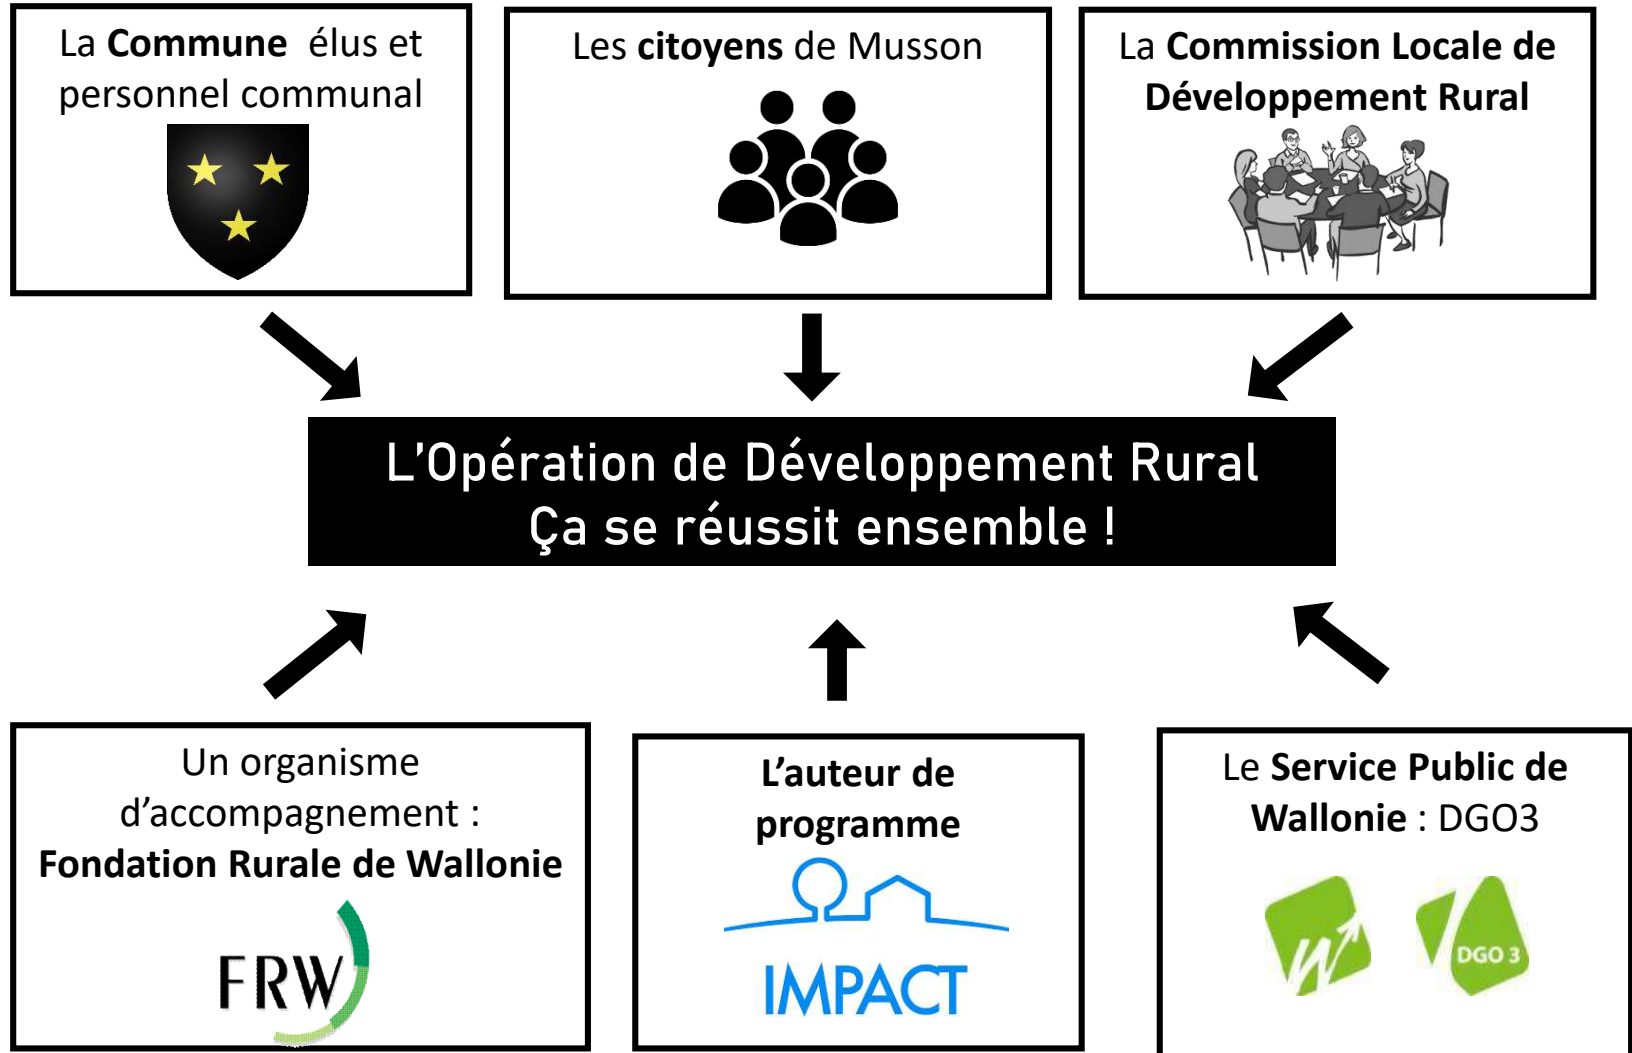 La Commune élus et
personnel communal
Les citoyens de Musson
La Commission Locale de
Développement Rural
L'Opération de Développement Rural
Ça se réussit ensemble !
Un organisme
d'accompagnement :
Fondation Rurale de Wallonie
FRW
L'auteur de
programme
IMPACT
Le Service Public de
Wallonie : DGO3
W
DGO 3